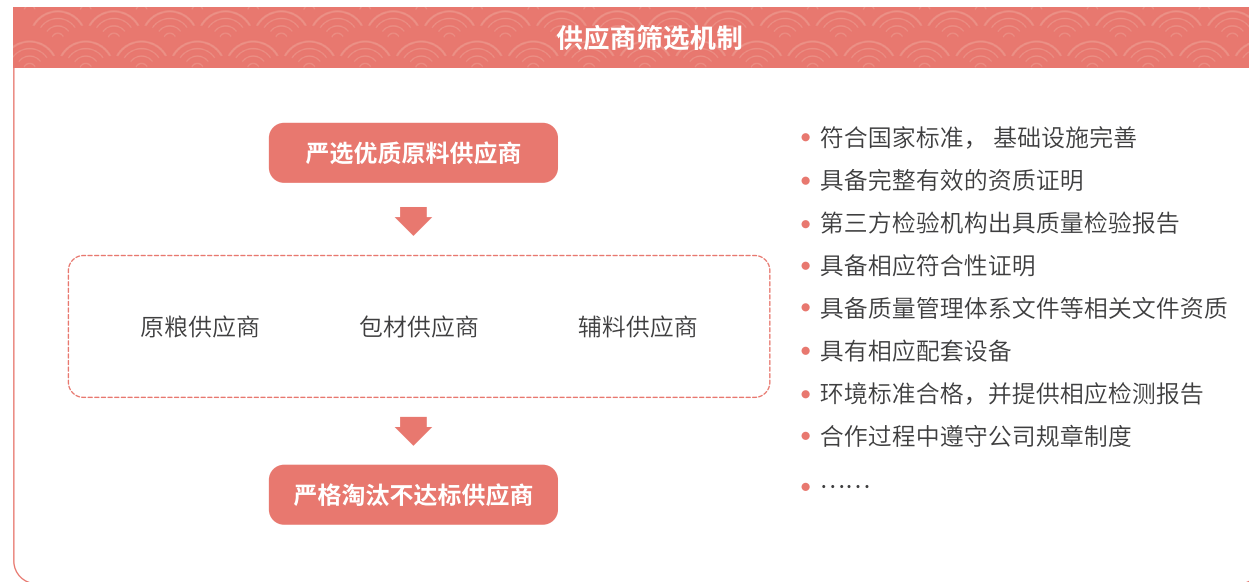 供应商筛选机制
严选优质原料供应商
原粮供应商 包材供应商 辅料供应商
严格淘汰不达标供应商
符合国家标准， 基础设施完善
具备完整有效的资质证明
第三方检验机构出具质量检验报告
具备相应符合性证明
具备质量管理体系文件等相关文件资质
具有相应配套设备
环境标准合格，并提供相应检测报告
合作过程中遵守公司规章制度
……